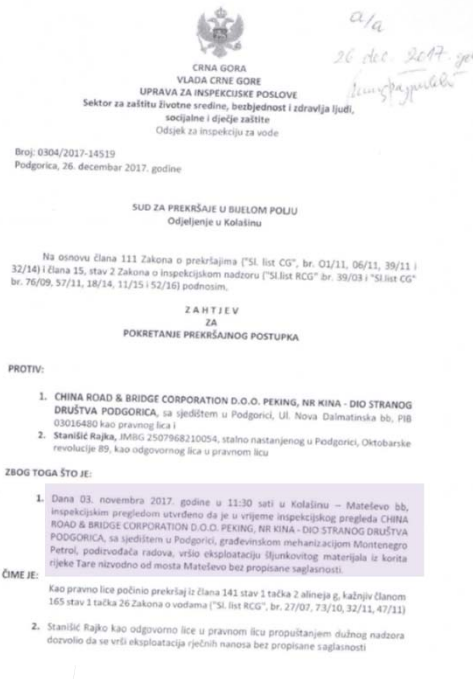 a/a
26 dec. 2017.
CRNA GORA
VLADA CRNE GORE
UPRAVA ZA INSPEKCIJSKE POSLOVE
Sektor za zaštitu životne sredine, bezbjednost i zdravlja ljudi,
socijalne i dječje zaštite
Odsjek za inspekciju za vode
Broj: 0304/2017-14519
Podgorica, 26. decembar 2017. godine
SUD ZA PREKRŠAJE U BIJELOM POLJU
Odjeljenje u Kolašinu
Na osnovu člana 111 Zakona o prekršajima ("Sl. list CG", br. 01/11, 06/11, 39/11 i
32/14) i člana 15, stav 2 Zakona o inspekcijskom nadzoru ("Sl.list RCG" br. 39/03 i "Sl.list CG"
br. 76/09, 57/11, 18/14, 11/15 i 52/16) podnosim,
Z A H T J E V
ZA
POKRETANJE PREKRŠAJNOG POSTUPKA
PROTIV:
1. CHINA ROAD & BRIDGE CORPORATION D.O.O. PEKING, NR KINA - DIO STRANOG
DRUŠTVA PODGORICA, sa sjedištem u Podgorici, Ul. Nova Dalmatinska bb, PIB
03016480 kao pravnog lica i
2. Stanišić Rajka, JMBG 2507968210054, stalno nastanjenog u Podgorici, Oktobarske
revolucije 89, kao odgovornog lica u pravnom licu
ZBOG TOGA ŠTO JE:
1. Dana 03. novembra 2017. godine u 11:30 sati u Kolašinu – Mateševo bb,
inspekcijskim pregledom utvrđeno da je u vrijeme inspekcijskog pregleda CHINA
ROAD & BRIDGE CORPORATION D.O.O. PEKING, NR KINA - DIO STRANOG DRUŠTVA
PODGORICA, sa sjedištem u Podgorici, građevinskom mehanizacijom Montenegro
Petrol, podizvođača radova, vršio eksploataciju šljunkovitog materijala iz korita
rijeke Tare nizvodno od mosta Mateševo bez propisane saglasnosti.
ČIME JE:
Kao pravno lice počinio prekršaj iz člana 141 stav 1 tačka 2 alineja g, kažnjiv članom
165 stav 1 tačka 26 Zakona o vodama ("Sl. list RCG", br. 27/07, 73/10, 32/11, 47/11)
2. Stanišić Rajko kao odgovorno lice u pravnom licu propuštanjem dužnog nadzora
dozvolio da se vrši eksploatacija rječnih nanosa bez propisane saglasnosti